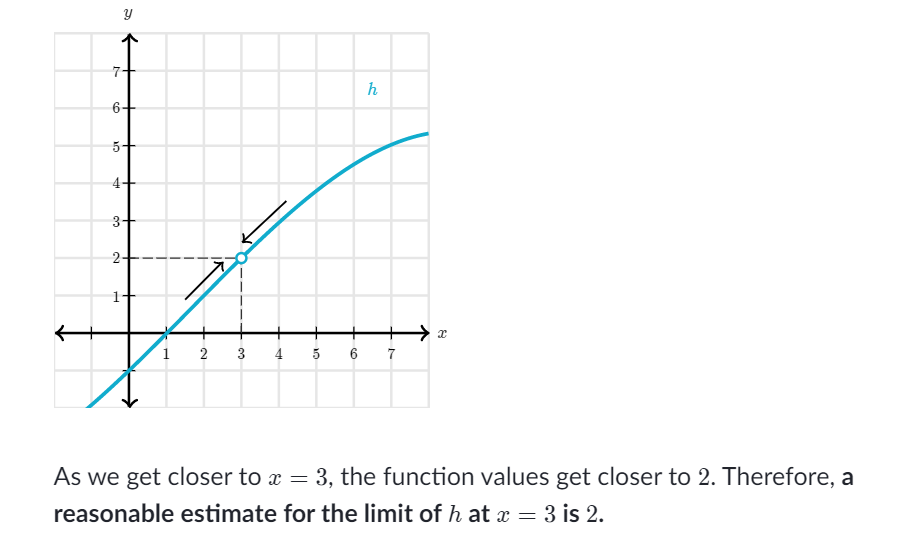 y
7
h
6
5
4
3
2
1
x
1 2 3 4 5 6 7
As we get closer to x = 3, the function values get closer to 2. Therefore, a
reasonable estimate for the limit of h at x = 3 is 2.